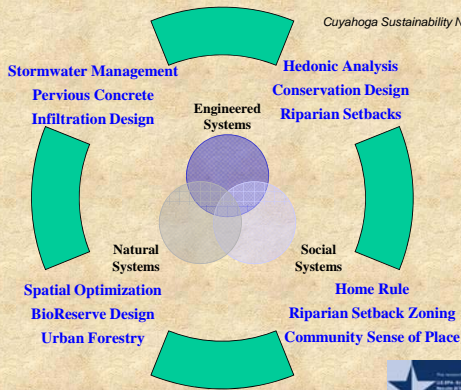 Cuyahoga Sustainability N
Stormwater Management
Pervious Concrete
Infiltration Design
Hedonic Analysis
Conservation Design
Riparian Setbacks
Engineered
Systems
Natural
Systems
Social
Systems
Spatial Optimization
BioReserve Design
Urban Forestry
Home Rule
Riparian Setback Zoning
Community Sense of Place